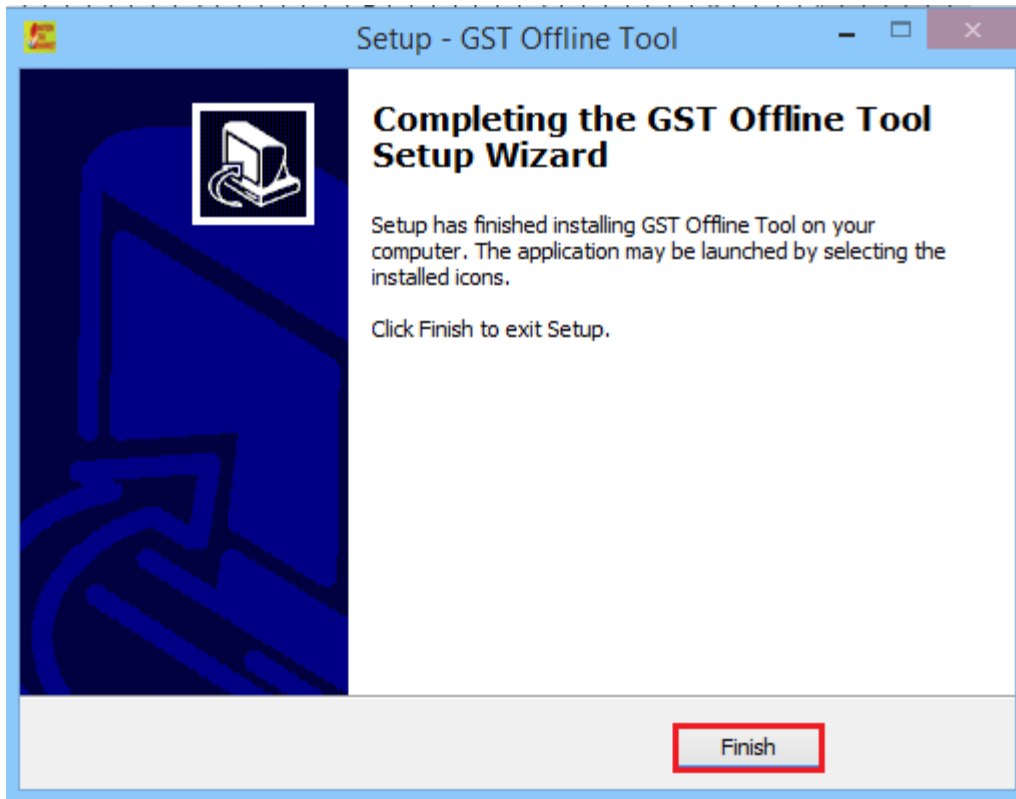 Setup - GST Offline Tool
Completing the GST Offline Tool
Setup Wizard
Setup has finished installing GST Offline Tool on your
computer. The application may be launched by selecting the
installed icons.
Click Finish to exit Setup.
Finish